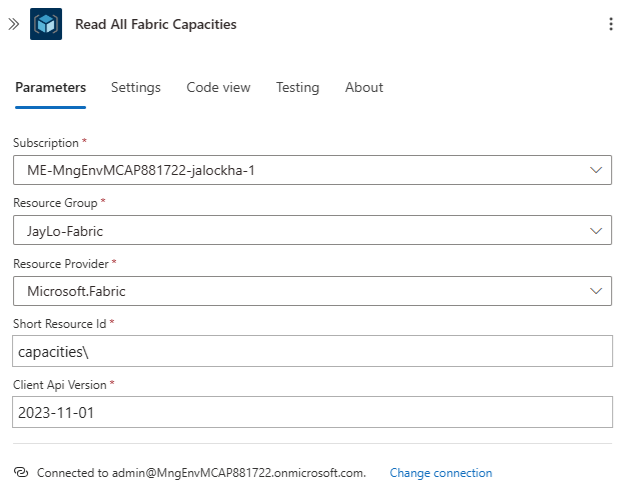 Read All Fabric Capacities
Parameters Settings Code view Testing About
Subscription *
ME-MngEnvMCAP881722-jalockha-1
Resource Group *
JayLo-Fabric
Resource Provider *
Microsoft.Fabric
Short Resource Id *
capacities\
Client Api Version *
2023-11-01
Connected to admin@MngEnvMCAP881722.onmicrosoft.com. Change connection